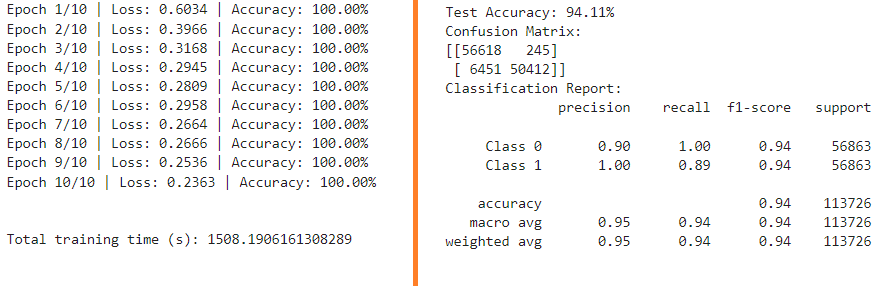 Epoch 1/10 | Loss: 0.6034 | Accuracy: 100.00%
Epoch 2/10 | Loss: 0.3966 | Accuracy: 100.00%
Epoch 3/10 | Loss: 0.3168 | Accuracy: 100.00%
Epoch 4/10 | Loss: 0.2945 | Accuracy: 100.00%
Epoch 5/10 | Loss: 0.2809 | Accuracy: 100.00%
Epoch 6/10 | Loss: 0.2958 | Accuracy: 100.00%
Epoch 7/10 | Loss: 0.2664 | Accuracy: 100.00%
Epoch 8/10 | Loss: 0.2666 | Accuracy: 100.00%
Epoch 9/10 | Loss: 0.2536 | Accuracy: 100.00%
Epoch 10/10 | Loss: 0.2363 | Accuracy: 100.00%
Total training time (s): 1508.1906161308289
Test Accuracy: 94.11%
Confusion Matrix:
[[56618   245]
 [ 6451 50412]]
Classification Report:
              precision    recall  f1-score   support
     Class 0       0.90      1.00      0.94     56863
     Class 1       1.00      0.89      0.94     56863
    accuracy                           0.94    113726
   macro avg       0.95      0.94      0.94    113726
weighted avg       0.95      0.94      0.94    113726